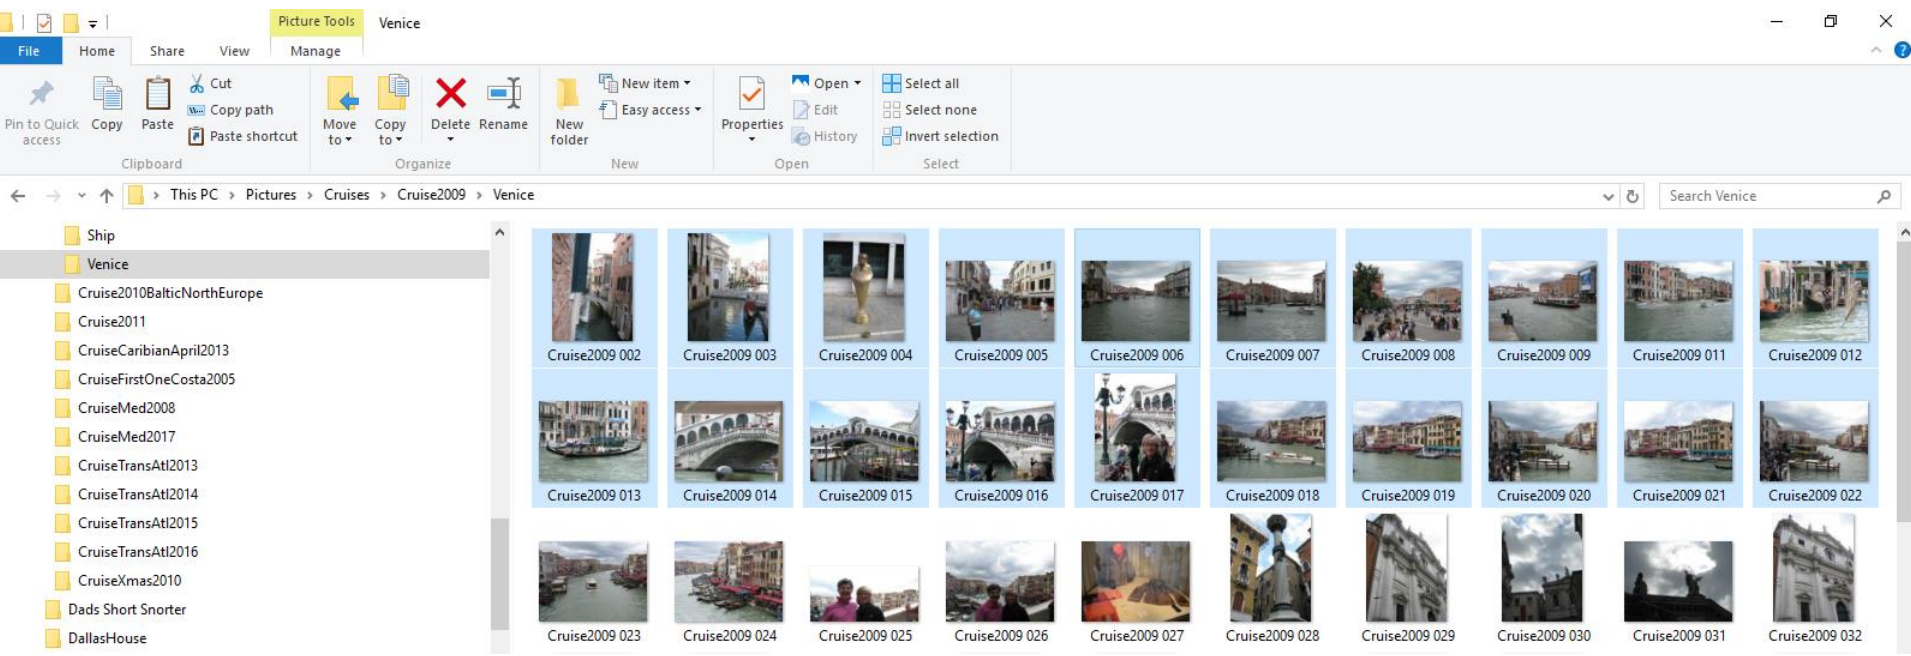 Picture Tools Venice
File Home Share View Manage
Pin to Quick access
Copy
Paste
Cut
Copy path
Paste shortcut
Clipboard
Move to
Copy to
Delete
Rename
Organize
New folder
New item
Easy access
New
Properties
Open
Edit
History
Open
Select all
Select none
Invert selection
Select
This PC > Pictures > Cruises > Cruise2009 > Venice
Search Venice
Ship
Venice
Cruise2010BalticNorthEurope
Cruise2011
CruiseCaribianApril2013
CruiseFirstOneCosta2005
CruiseMed2008
CruiseMed2017
CruiseTransAtl2013
CruiseTransAtl2014
CruiseTransAtl2015
CruiseTransAtl2016
CruiseXmas2010
Dads Short Snorter
DallasHouse
Cruise2009 002 Cruise2009 003 Cruise2009 004 Cruise2009 005 Cruise2009 006 Cruise2009 007 Cruise2009 008 Cruise2009 009 Cruise2009 011 Cruise2009 012
Cruise2009 013 Cruise2009 014 Cruise2009 015 Cruise2009 016 Cruise2009 017 Cruise2009 018 Cruise2009 019 Cruise2009 020 Cruise2009 021 Cruise2009 022
Cruise2009 023 Cruise2009 024 Cruise2009 025 Cruise2009 026 Cruise2009 027 Cruise2009 028 Cruise2009 029 Cruise2009 030 Cruise2009 031 Cruise2009 032